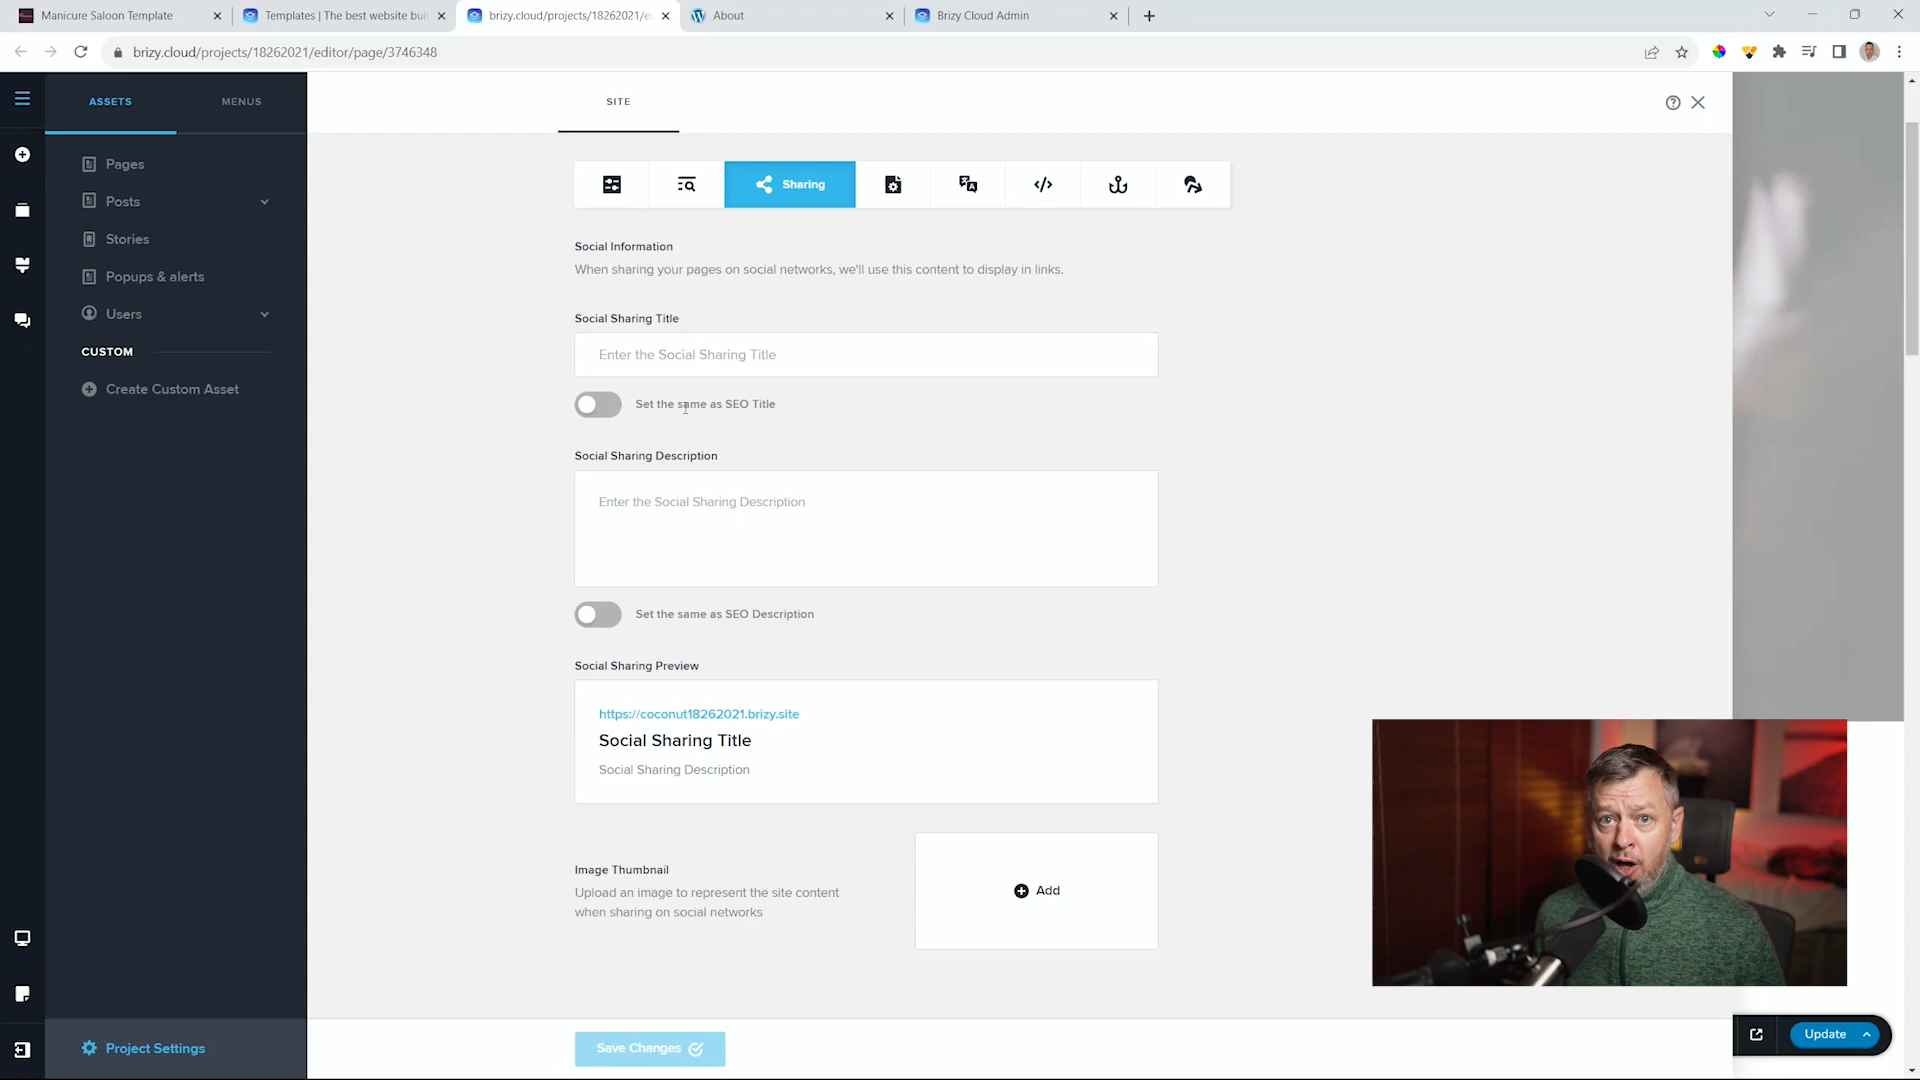 Manicure Saloon Template
Templates | The best website buil
brizy.cloud/projects/18262021/e
About
Brizy Cloud Admin
brizy.cloud/projects/18262021/editor/page/3746348
ASSETS
MENUS
SITE
Pages
Posts
Stories
Popups & alerts
Users
CUSTOM
Create Custom Asset
Project Settings
Sharing
Social Information
When sharing your pages on social networks, we'll use this content to display in links.
Social Sharing Title
Enter the Social Sharing Title
Set the same as SEO Title
Social Sharing Description
Enter the Social Sharing Description
Set the same as SEO Description
Social Sharing Preview
https://coconut18262021.brizy.site
Social Sharing Title
Social Sharing Description
Image Thumbnail
Upload an image to represent the site content
when sharing on social networks
Add
Save Changes
Update